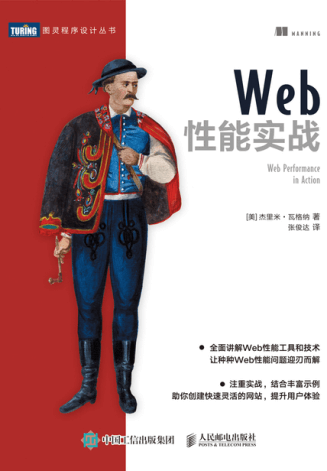 TURING 图灵程序设计丛书
MANNING
Web
性能实战
Web Performance
in Action
[美] 杰里米·瓦格纳 著
张俊达 译
● 全面讲解Web性能工具和技术
让种种Web性能问题迎刃而解
● 注重实战，结合丰富示例
助你创建快速灵活的网站，提升用户体验
中国工信出版集团
人民邮电出版社
POSTS & TELECOM PRESS